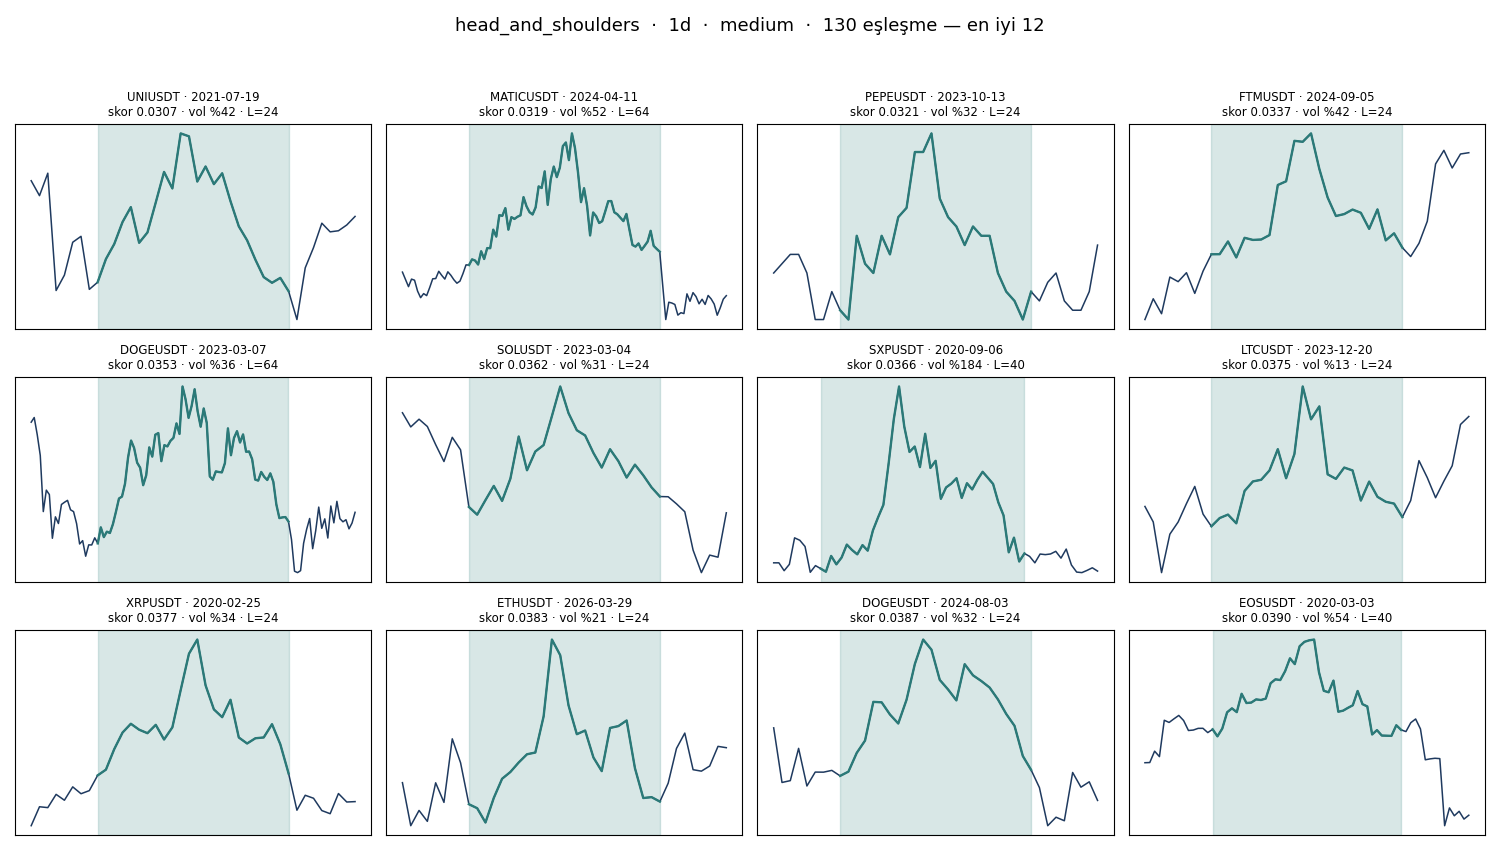 head_and_shoulders · 1d · medium · 130 eşleşme — en iyi 12
UNIUSDT · 2021-07-19
skor 0.0307 · vol %42 · L=24
MATICUSDT · 2024-04-11
skor 0.0319 · vol %52 · L=64
PEPEUSDT · 2023-10-13
skor 0.0321 · vol %32 · L=24
FTMUSDT · 2024-09-05
skor 0.0337 · vol %42 · L=24
DOGEUSDT · 2023-03-07
skor 0.0353 · vol %36 · L=64
SOLUSDT · 2023-03-04
skor 0.0362 · vol %31 · L=24
SXPUSDT · 2020-09-06
skor 0.0366 · vol %184 · L=40
LTCUSDT · 2023-12-20
skor 0.0375 · vol %13 · L=24
XRPUSDT · 2020-02-25
skor 0.0377 · vol %34 · L=24
ETHUSDT · 2026-03-29
skor 0.0383 · vol %21 · L=24
DOGEUSDT · 2024-08-03
skor 0.0387 · vol %32 · L=24
EOSUSDT · 2020-03-03
skor 0.0390 · vol %54 · L=40